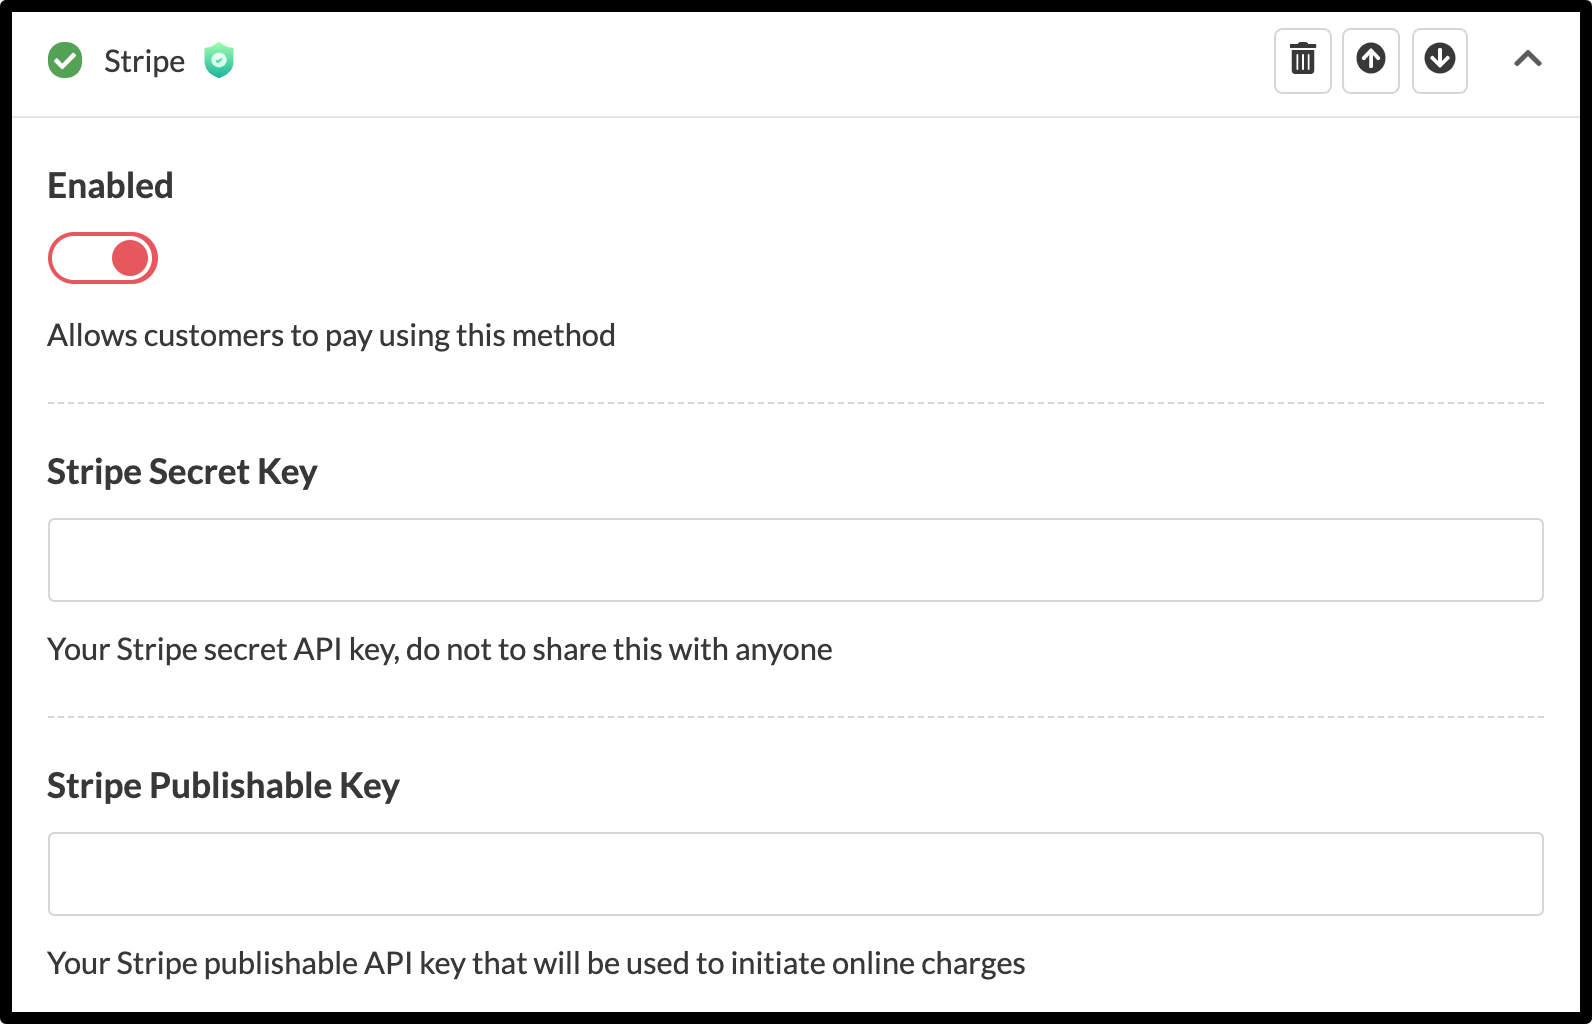 Stripe
Enabled
Allows customers to pay using this method
Stripe Secret Key
Your Stripe secret API key, do not to share this with anyone
Stripe Publishable Key
Your Stripe publishable API key that will be used to initiate online charges